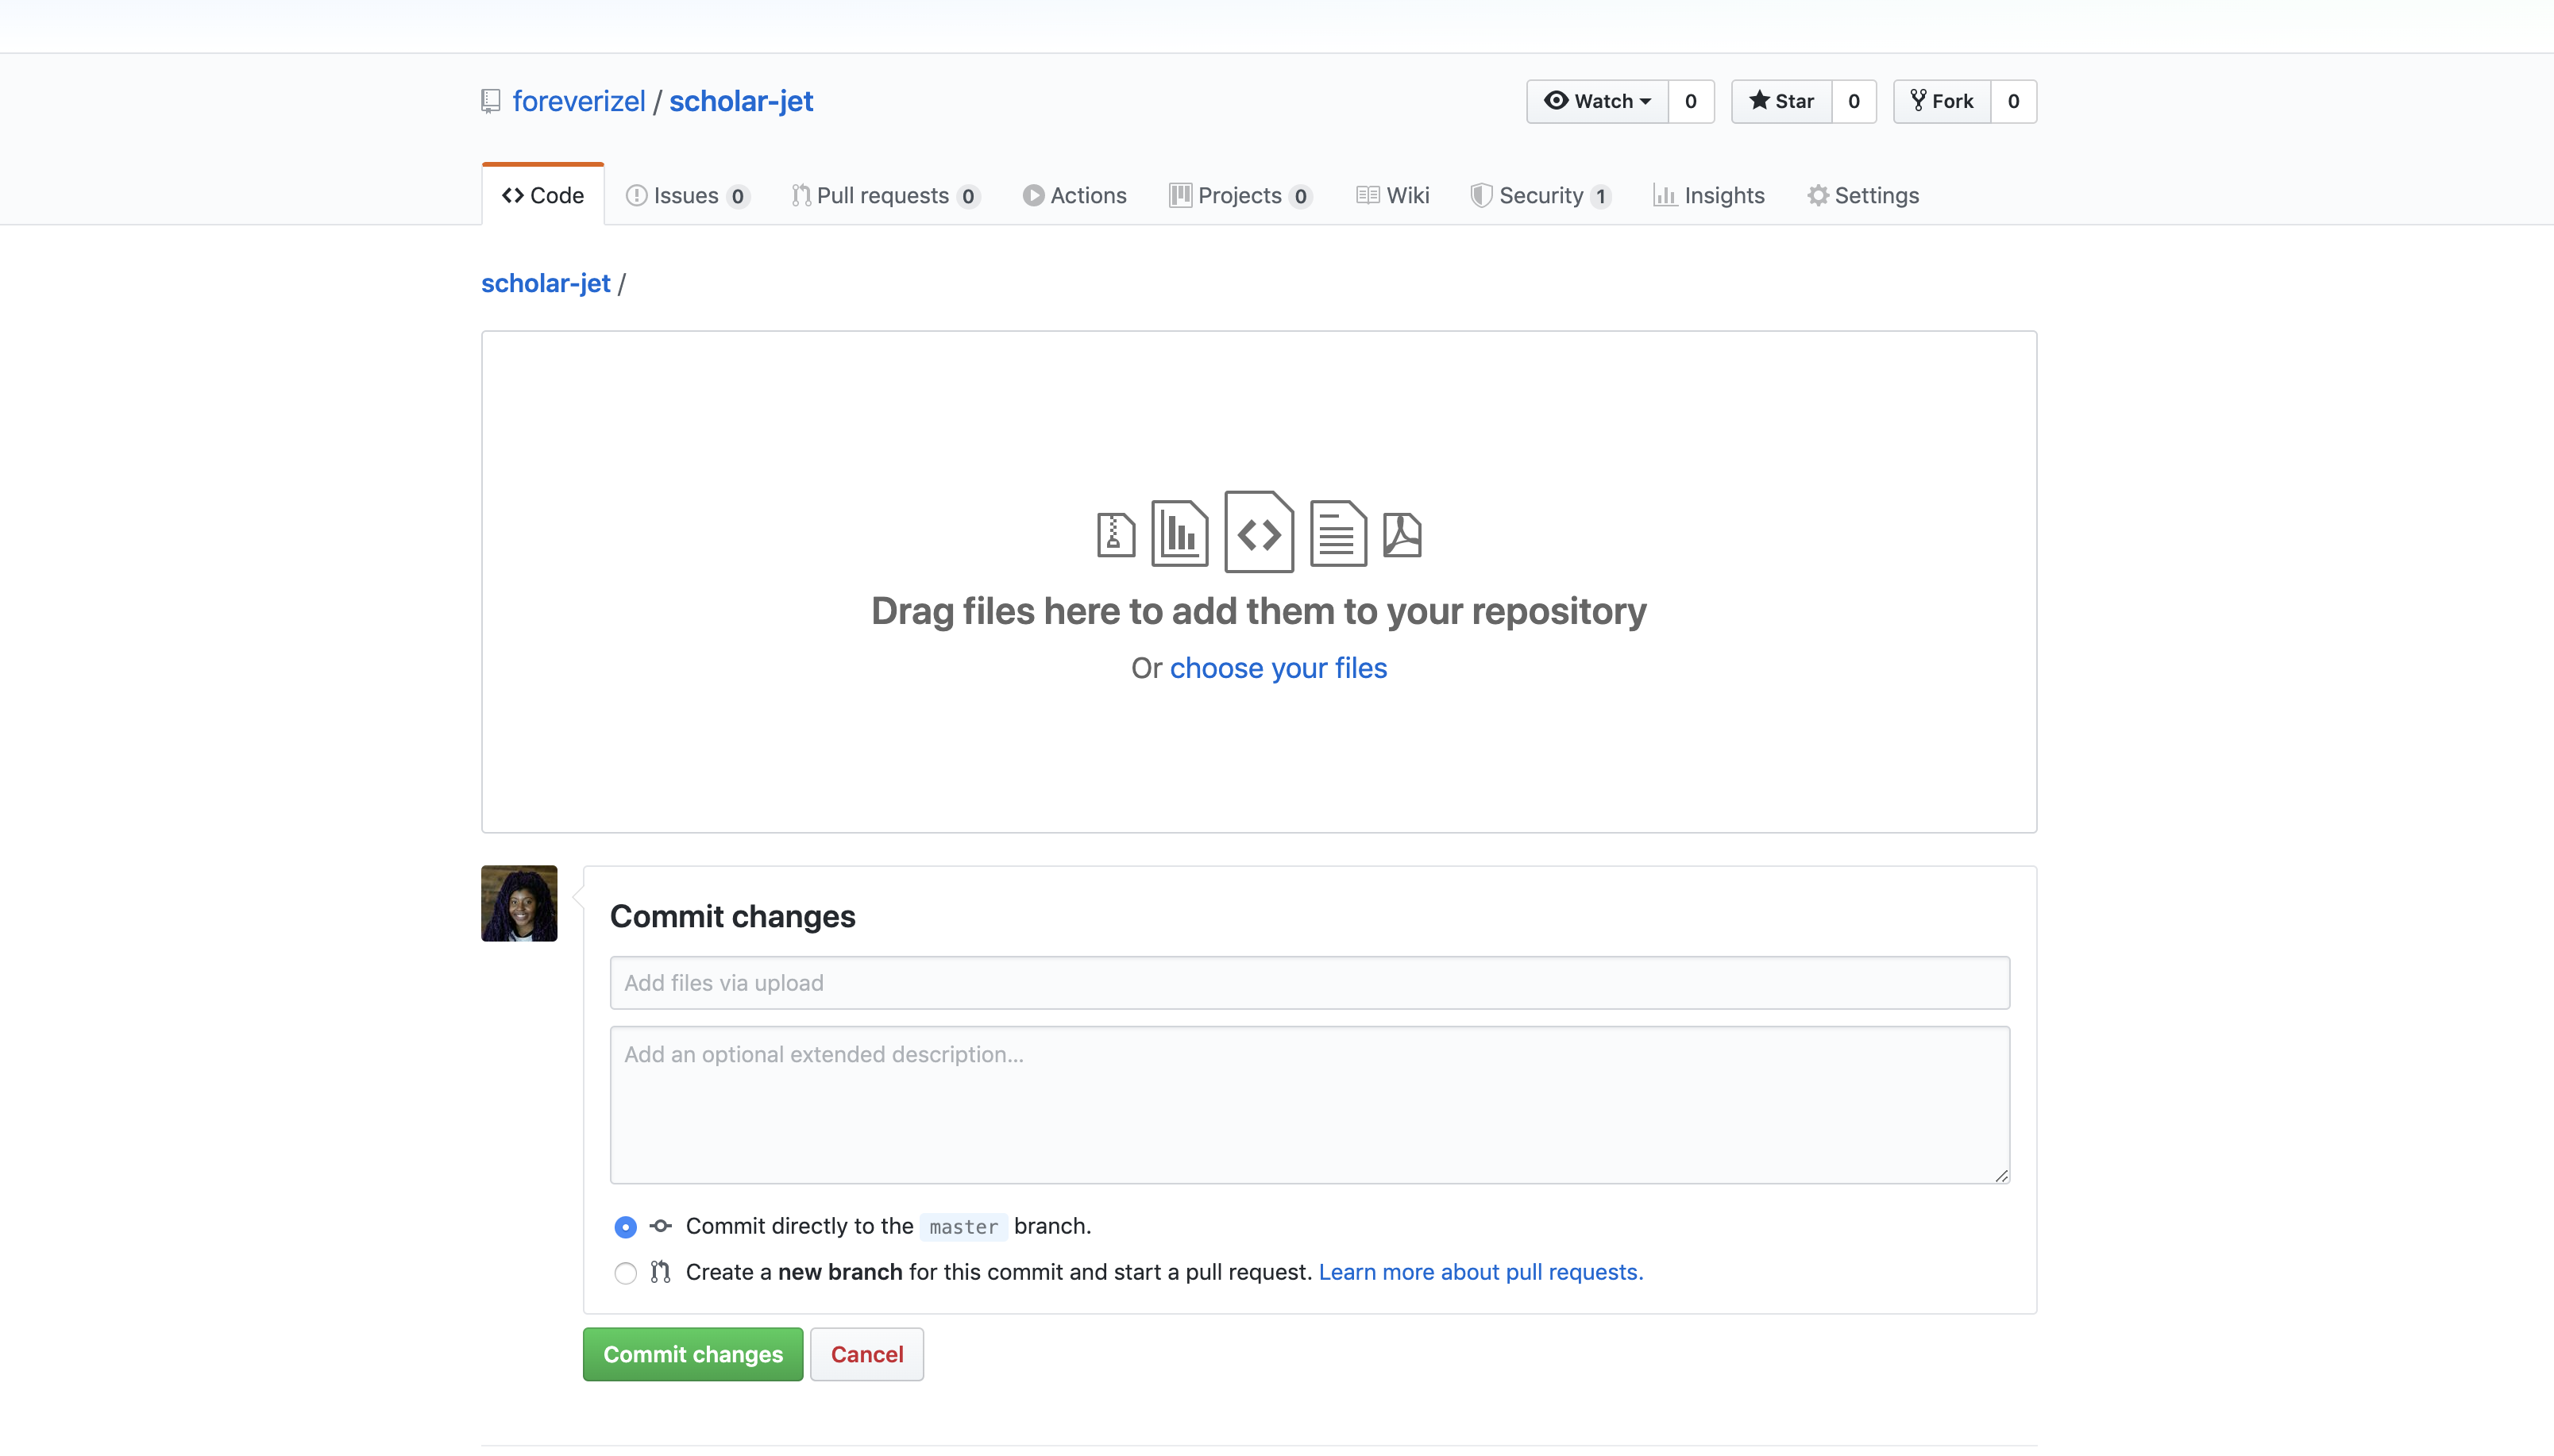 foreverizel / scholar-jet
Watch 0 Star 0 Fork 0
Code Issues 0 Pull requests 0 Actions Projects 0 Wiki Security 1 Insights Settings
scholar-jet /
Drag files here to add them to your repository
Or choose your files
Commit changes
Add files via upload
Add an optional extended description...
Commit directly to the master branch.
Create a new branch for this commit and start a pull request. Learn more about pull requests.
Commit changes Cancel